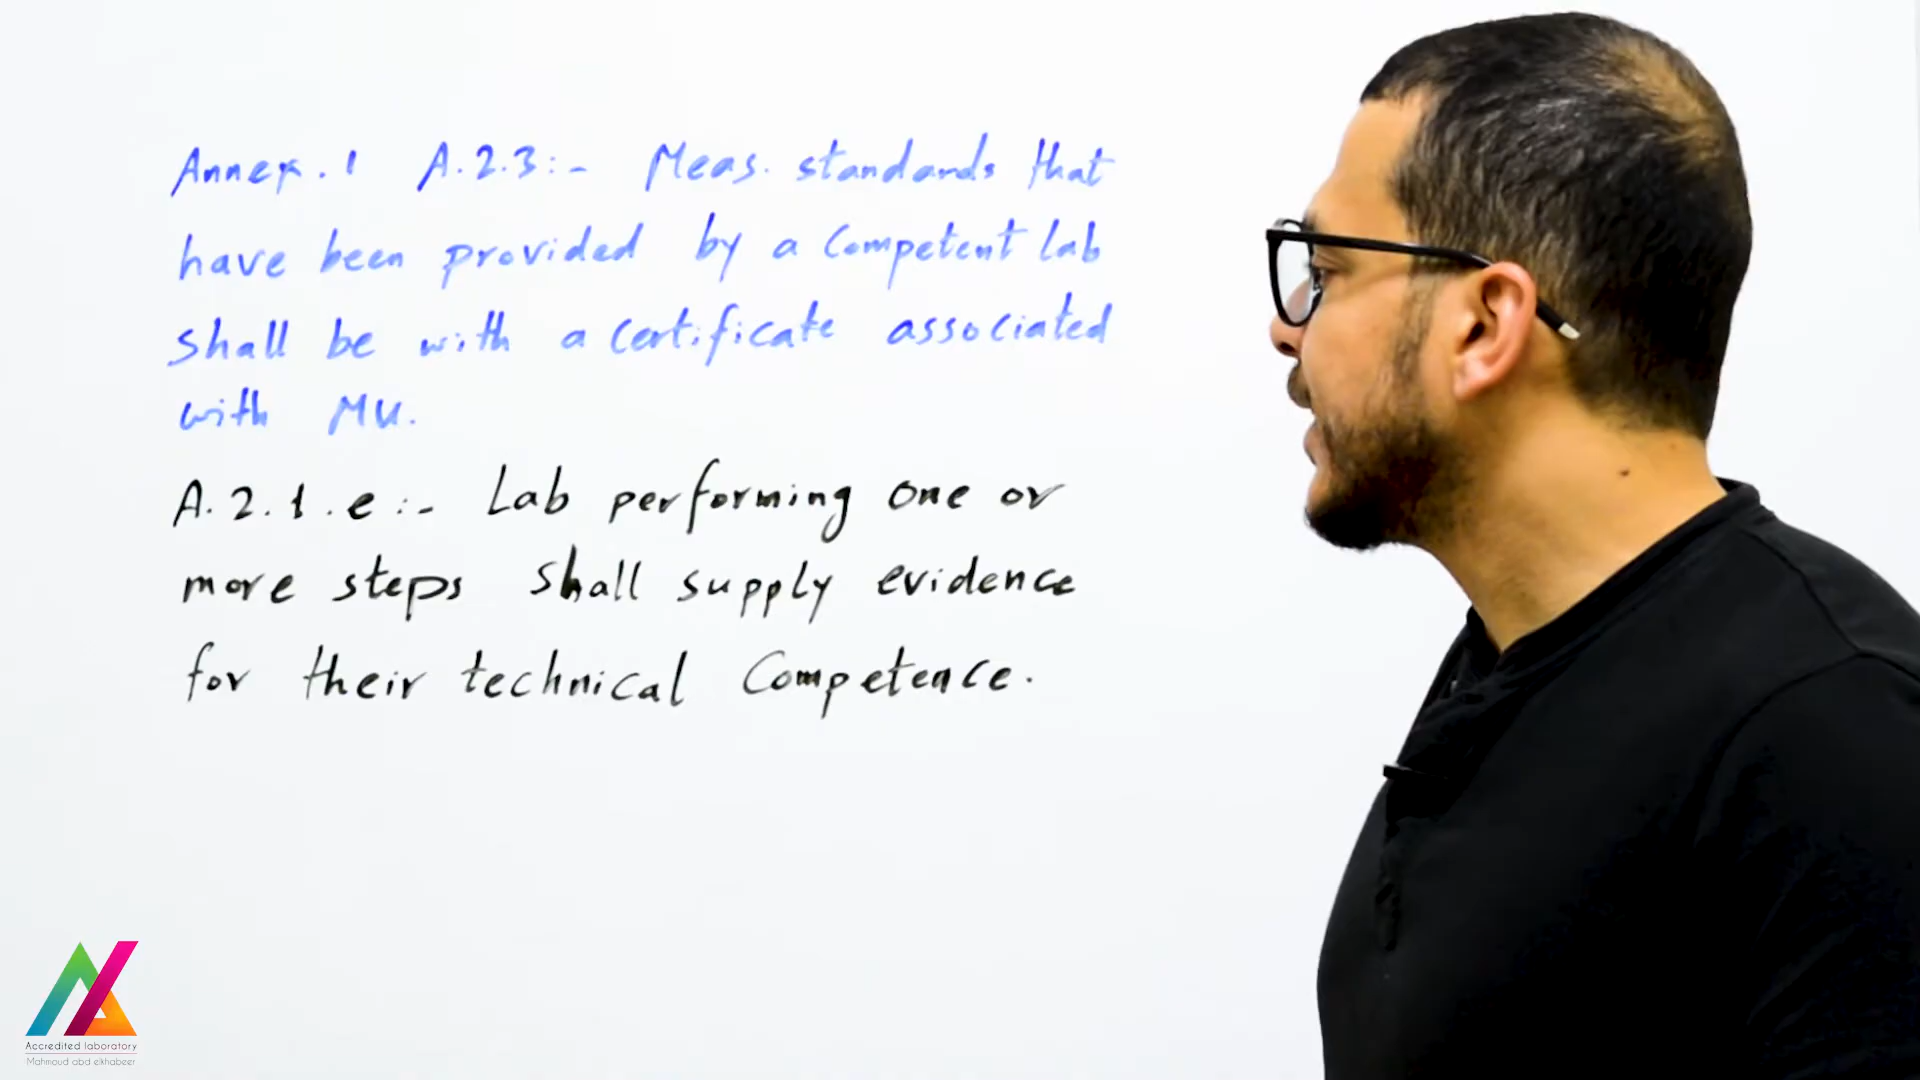 Annex.1 A.2.3:- Meas. standards that
have been provided by a Competent lab
shall be with a certificate associated
with MU.
A.2.1.e:- Lab performing one or
more steps shall supply evidence
for their technical Competence.
Accredited laboratory
Mahmoud abd elkhabeer